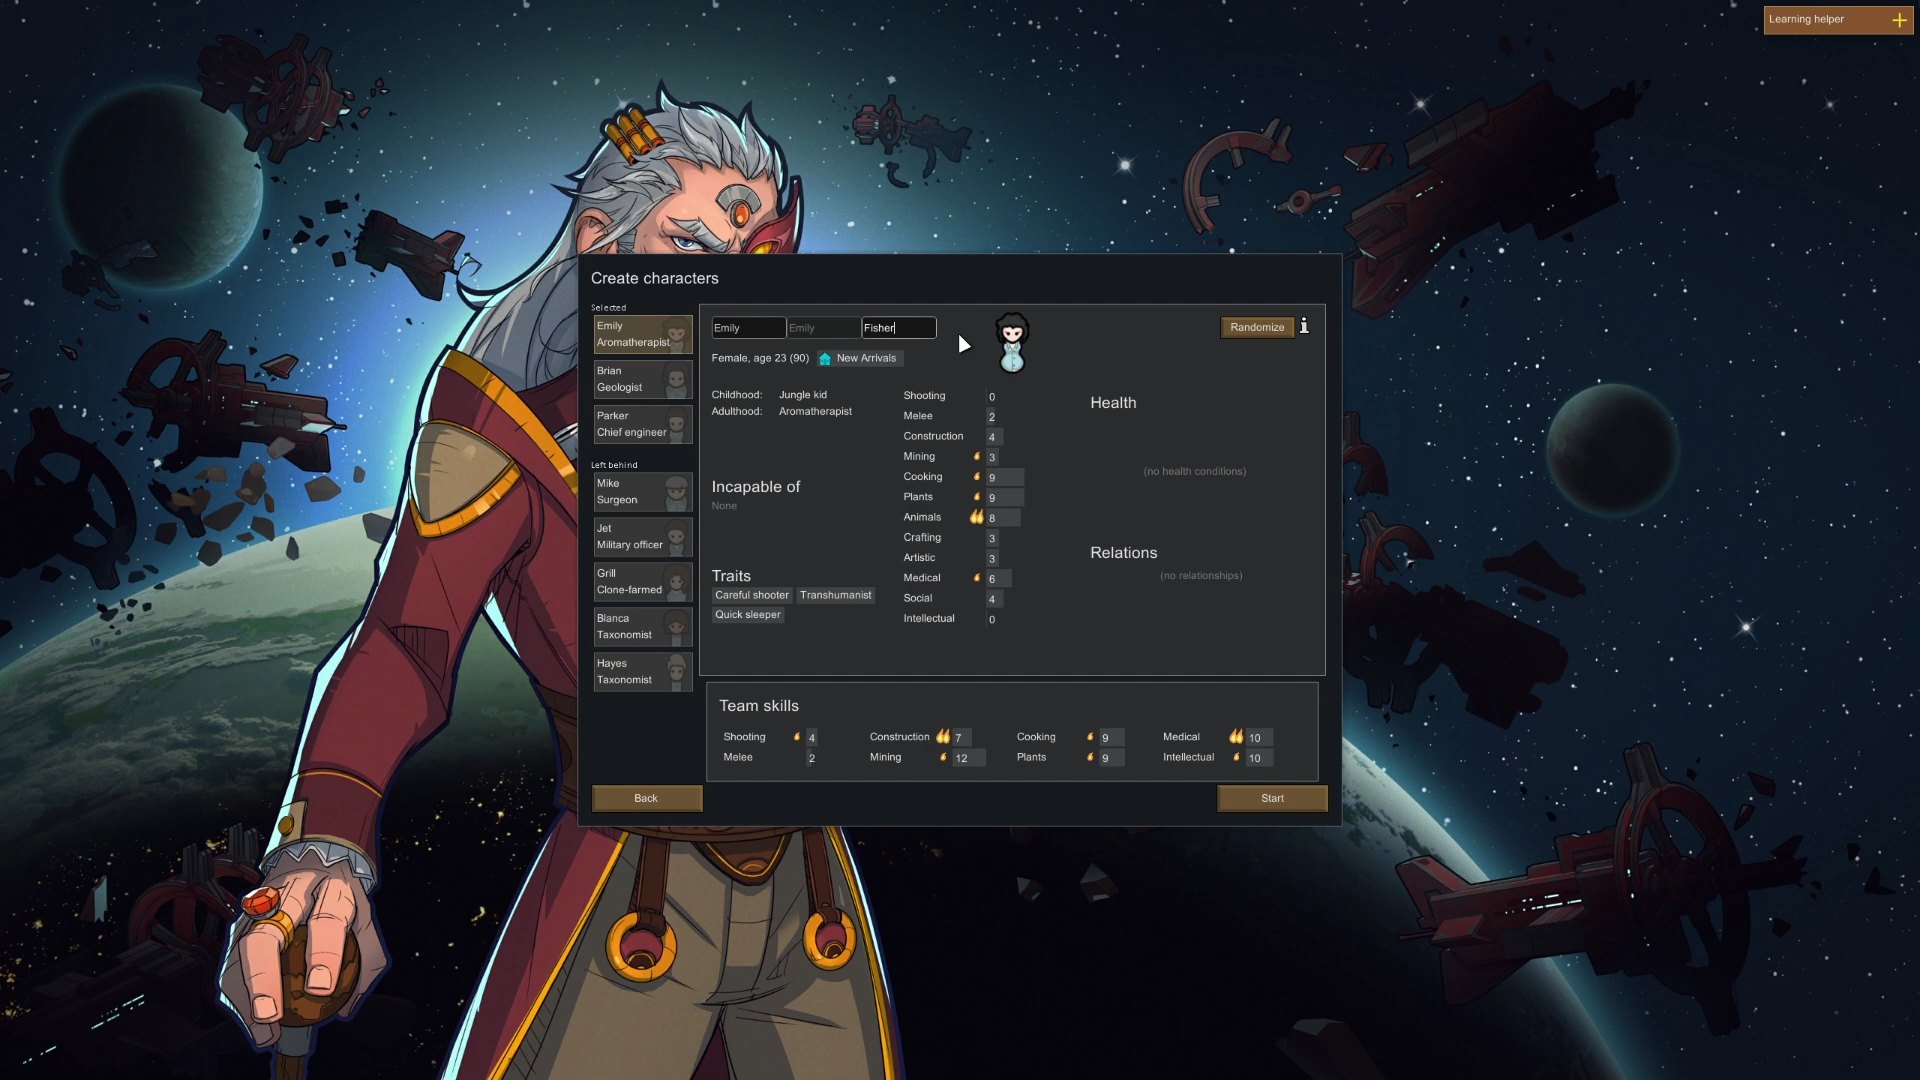 Learning helper
Create characters
Selected
Emily
Aromatherapist
Brian
Geologist
Parker
Chief engineer
Left behind
Mike
Surgeon
Jet
Military officer
Grill
Clone-farmed
Blanca
Taxonomist
Hayes
Taxonomist
Emily Emily Fisher
Randomize
Female, age 23 (90) New Arrivals
Childhood: Jungle kid
Adulthood: Aromatherapist
Incapable of
None
Traits
Careful shooter Transhumanist
Quick sleeper
Shooting 0
Melee 2
Construction 4
Mining 3
Cooking 9
Plants 9
Animals 8
Crafting 3
Artistic 3
Medical 6
Social 4
Intellectual 0
Health
(no health conditions)
Relations
(no relationships)
Team skills
Shooting 4 Construction 7 Cooking 9 Medical 10
Melee 2 Mining 12 Plants 9 Intellectual 10
Back
Start